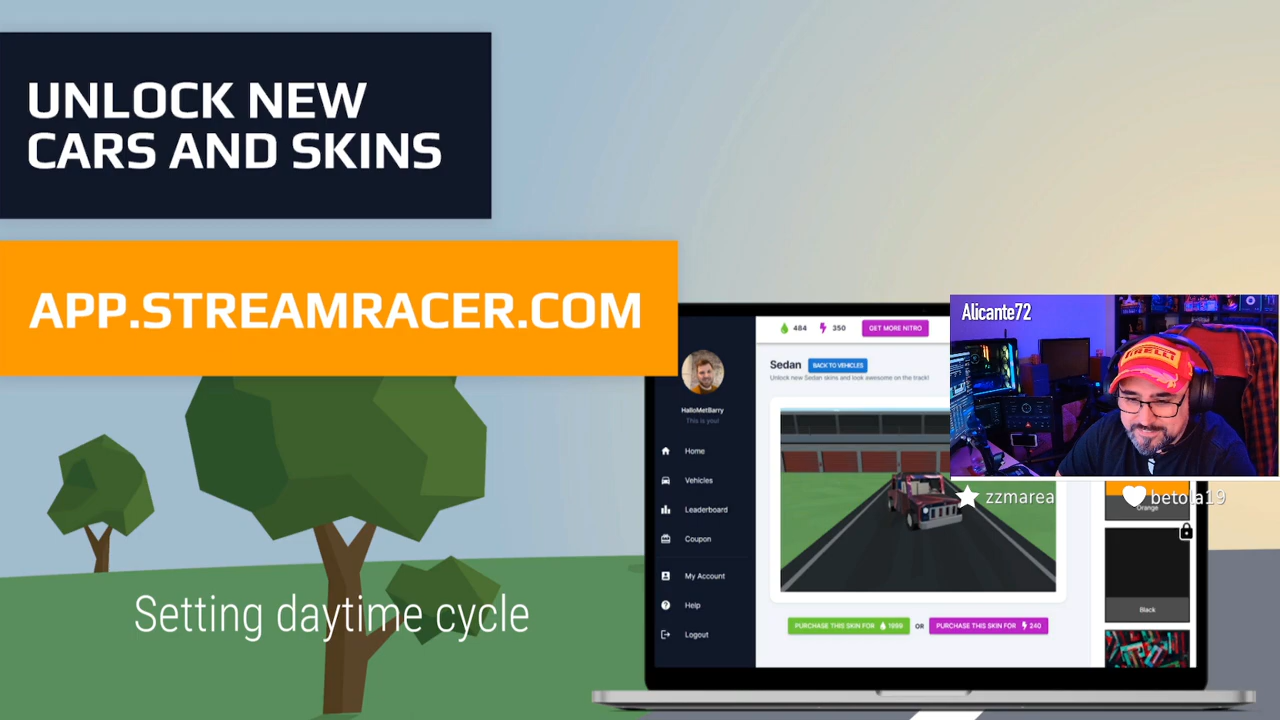 UNLOCK NEW
CARS AND SKINS
APP.STREAMRACER.COM
484
350
GET MORE NITRO
Sedan
BACK TO VEHICLES
Unlock new Sedan skins and look awesome on the track!
HalloMetBarry
This is you!
Home
Vehicles
Leaderboard
Coupon
My Account
Help
Logout
PURCHASE THIS SKIN FOR 1999
OR
PURCHASE THIS SKIN FOR 240
Alicante72
PIRELLI
zzmarea
betola19
Orange
Black
Setting daytime cycle